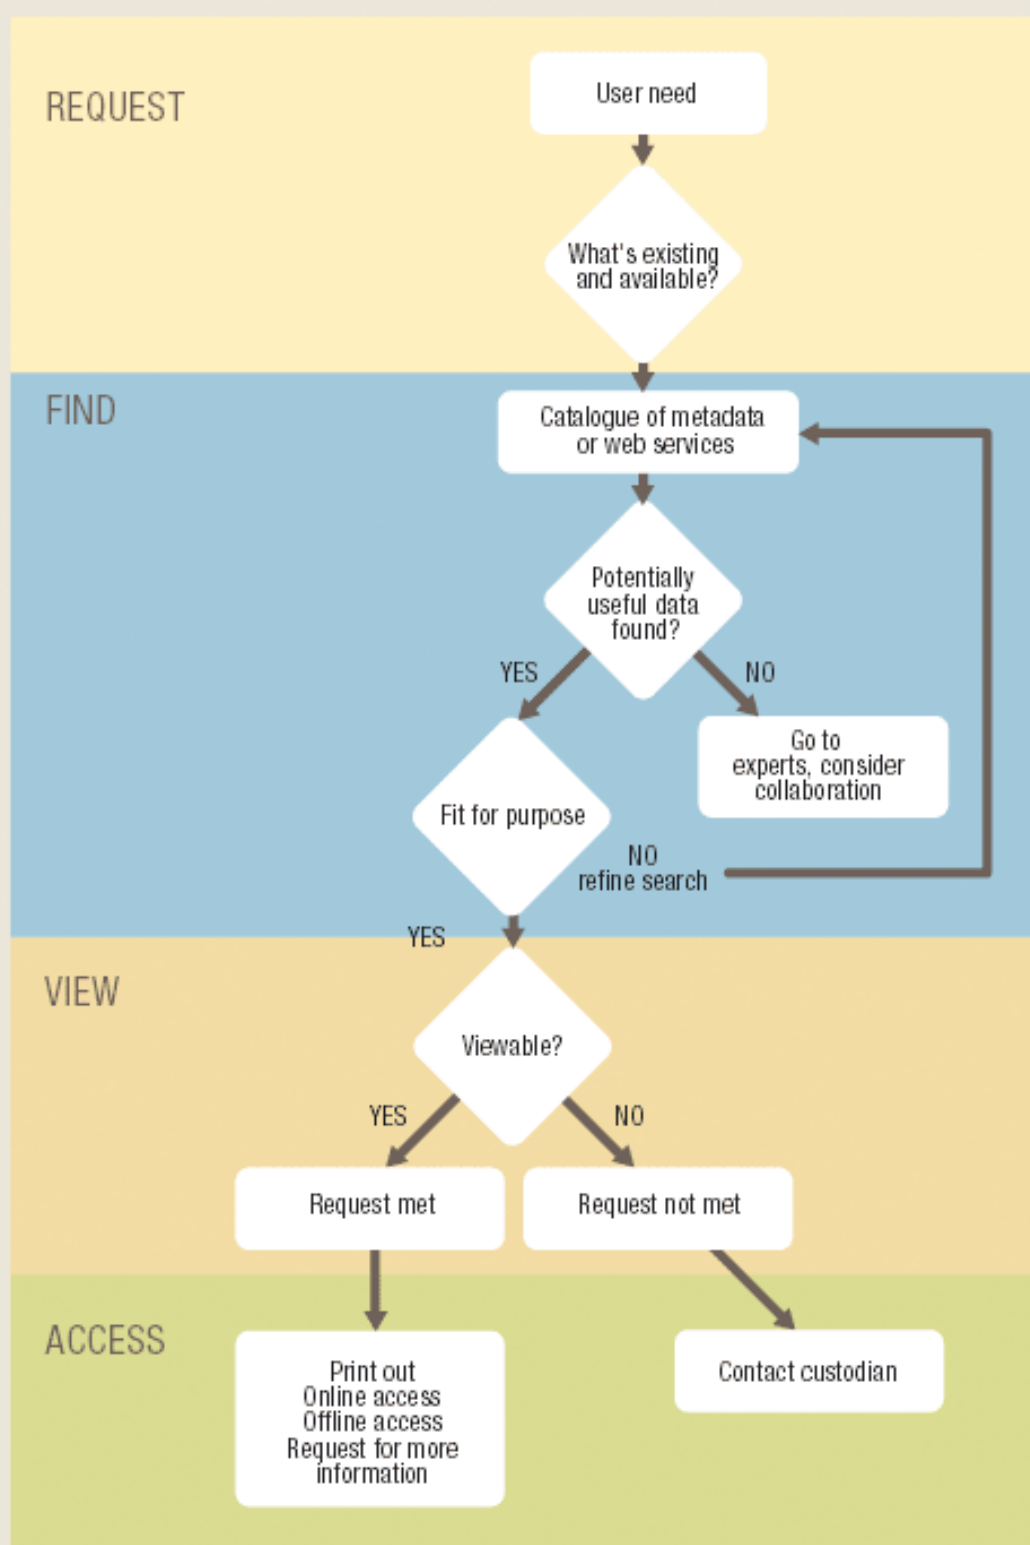 REQUEST
User need
What's existing
and available?
FIND
Catalogue of metadata
or web services
Potentially
useful data
found?
YES
NO
Go to
experts, consider
collaboration
Fit for purpose
NO
refine search
YES
VIEW
Viewable?
YES
NO
Request met
Request not met
ACCESS
Print out
Online access
Offline access
Request for more
information
Contact custodian